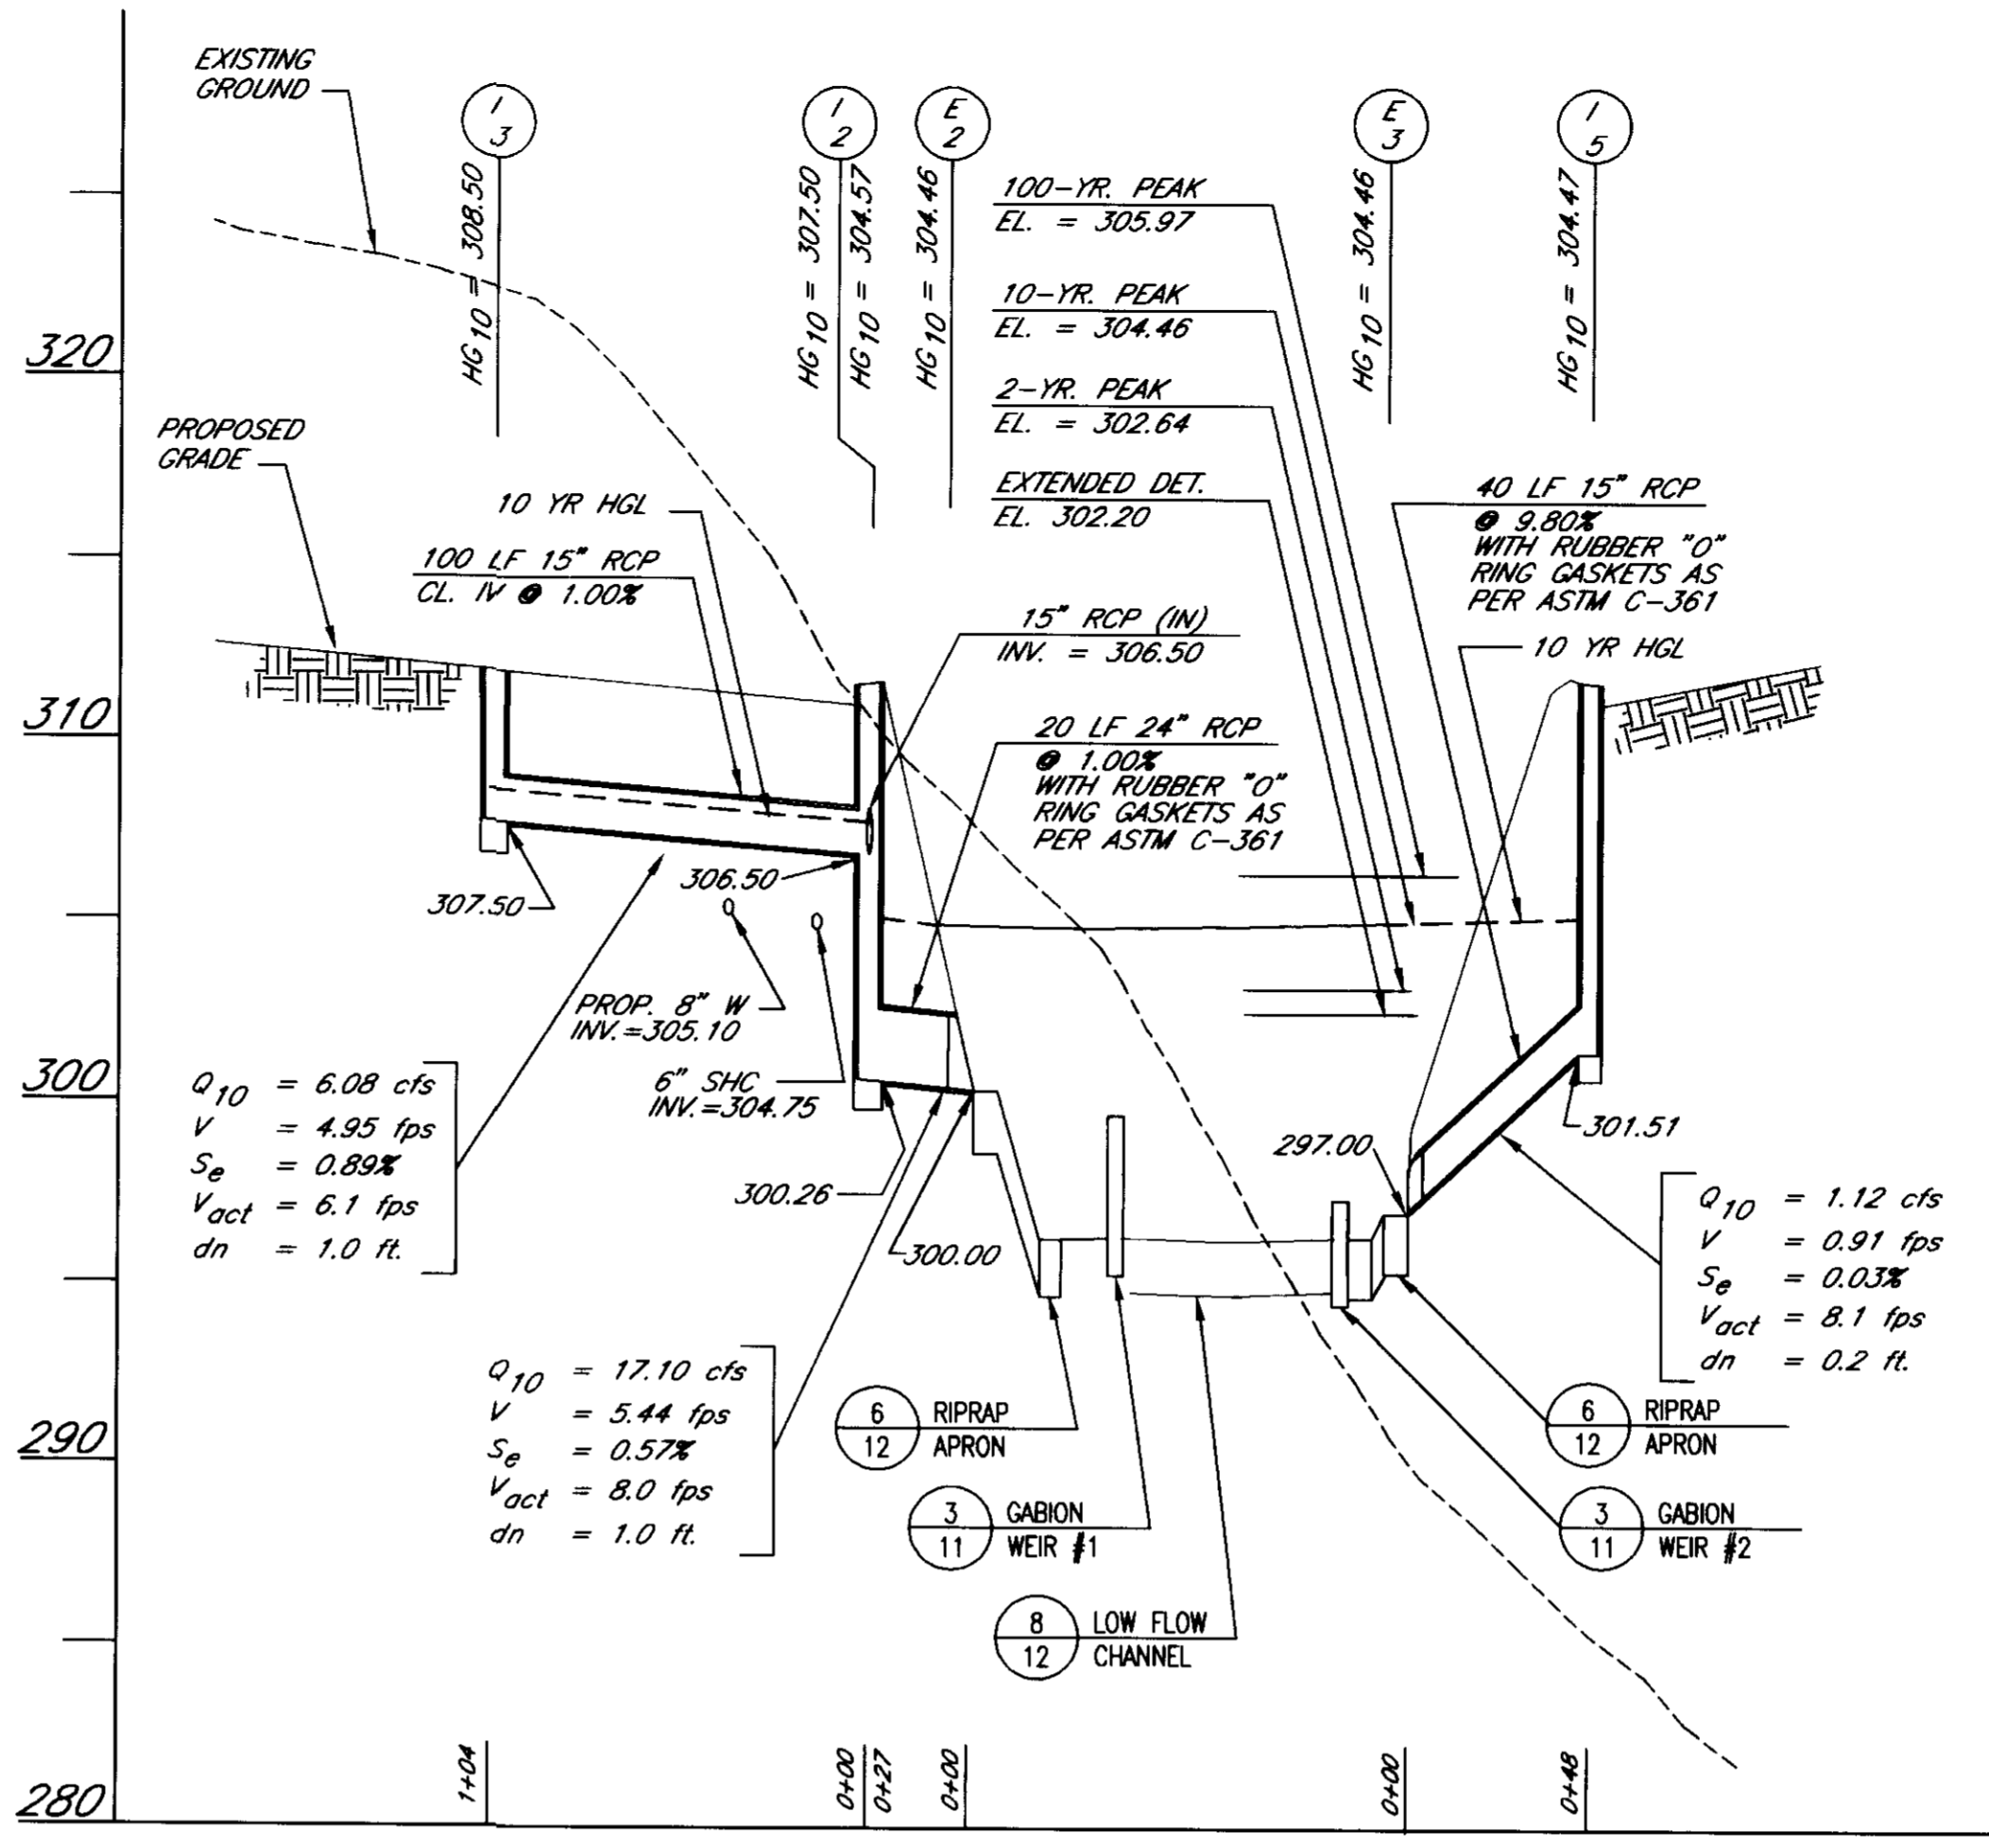 EXISTING
GROUND
I
3
HG10 = 308.50
I
2
HG10 = 307.50
HG10 = 304.57
E
2
HG10 = 304.46
E
3
HG10 = 304.46
I
5
HG10 = 304.47
100-YR. PEAK
EL. = 305.97
10-YR. PEAK
EL. = 304.46
2-YR. PEAK
EL. = 302.64
EXTENDED DET.
EL. 302.20
320
PROPOSED
GRADE
10 YR HGL
100 LF 15" RCP
CL. IV @ 1.00%
40 LF 15" RCP
@ 9.80%
WITH RUBBER "O"
RING GASKETS AS
PER ASTM C-361
15" RCP (IN)
INV. = 306.50
10 YR HGL
310
20 LF 24" RCP
@ 1.00%
WITH RUBBER "O"
RING GASKETS AS
PER ASTM C-361
307.50
306.50
PROP. 8" W
INV.=305.10
6" SHC
INV.=304.75
300
Q10 = 6.08 cfs
V = 4.95 fps
Se = 0.89%
Vact = 6.1 fps
dn = 1.0 ft.
300.26
300.00
297.00
301.51
Q10 = 1.12 cfs
V = 0.91 fps
Se = 0.03%
Vact = 8.1 fps
dn = 0.2 ft.
Q10 = 17.10 cfs
V = 5.44 fps
Se = 0.57%
Vact = 8.0 fps
dn = 1.0 ft.
290
6
12
RIPRAP
APRON
3
11
GABION
WEIR #1
8
12
LOW FLOW
CHANNEL
6
12
RIPRAP
APRON
3
11
GABION
WEIR #2
280
1+04
0+00
0+27
0+00
0+00
0+48